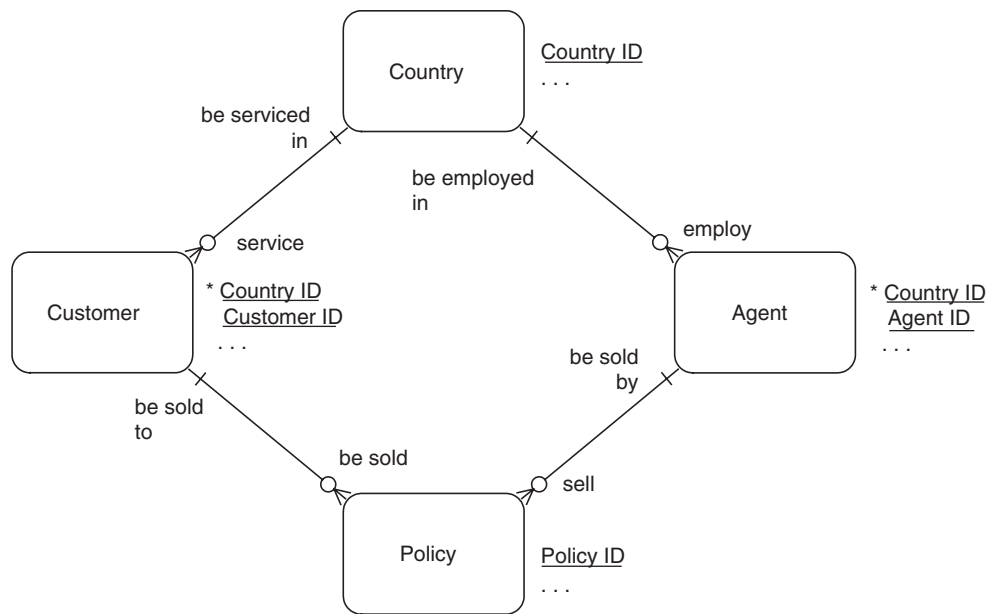 Country
Country ID
. . .
be serviced
in
be employed
in
service
employ
Customer
* Country ID
Customer ID
. . .
Agent
* Country ID
Agent ID
. . .
be sold
to
be sold
by
be sold
sell
Policy
Policy ID
. . .